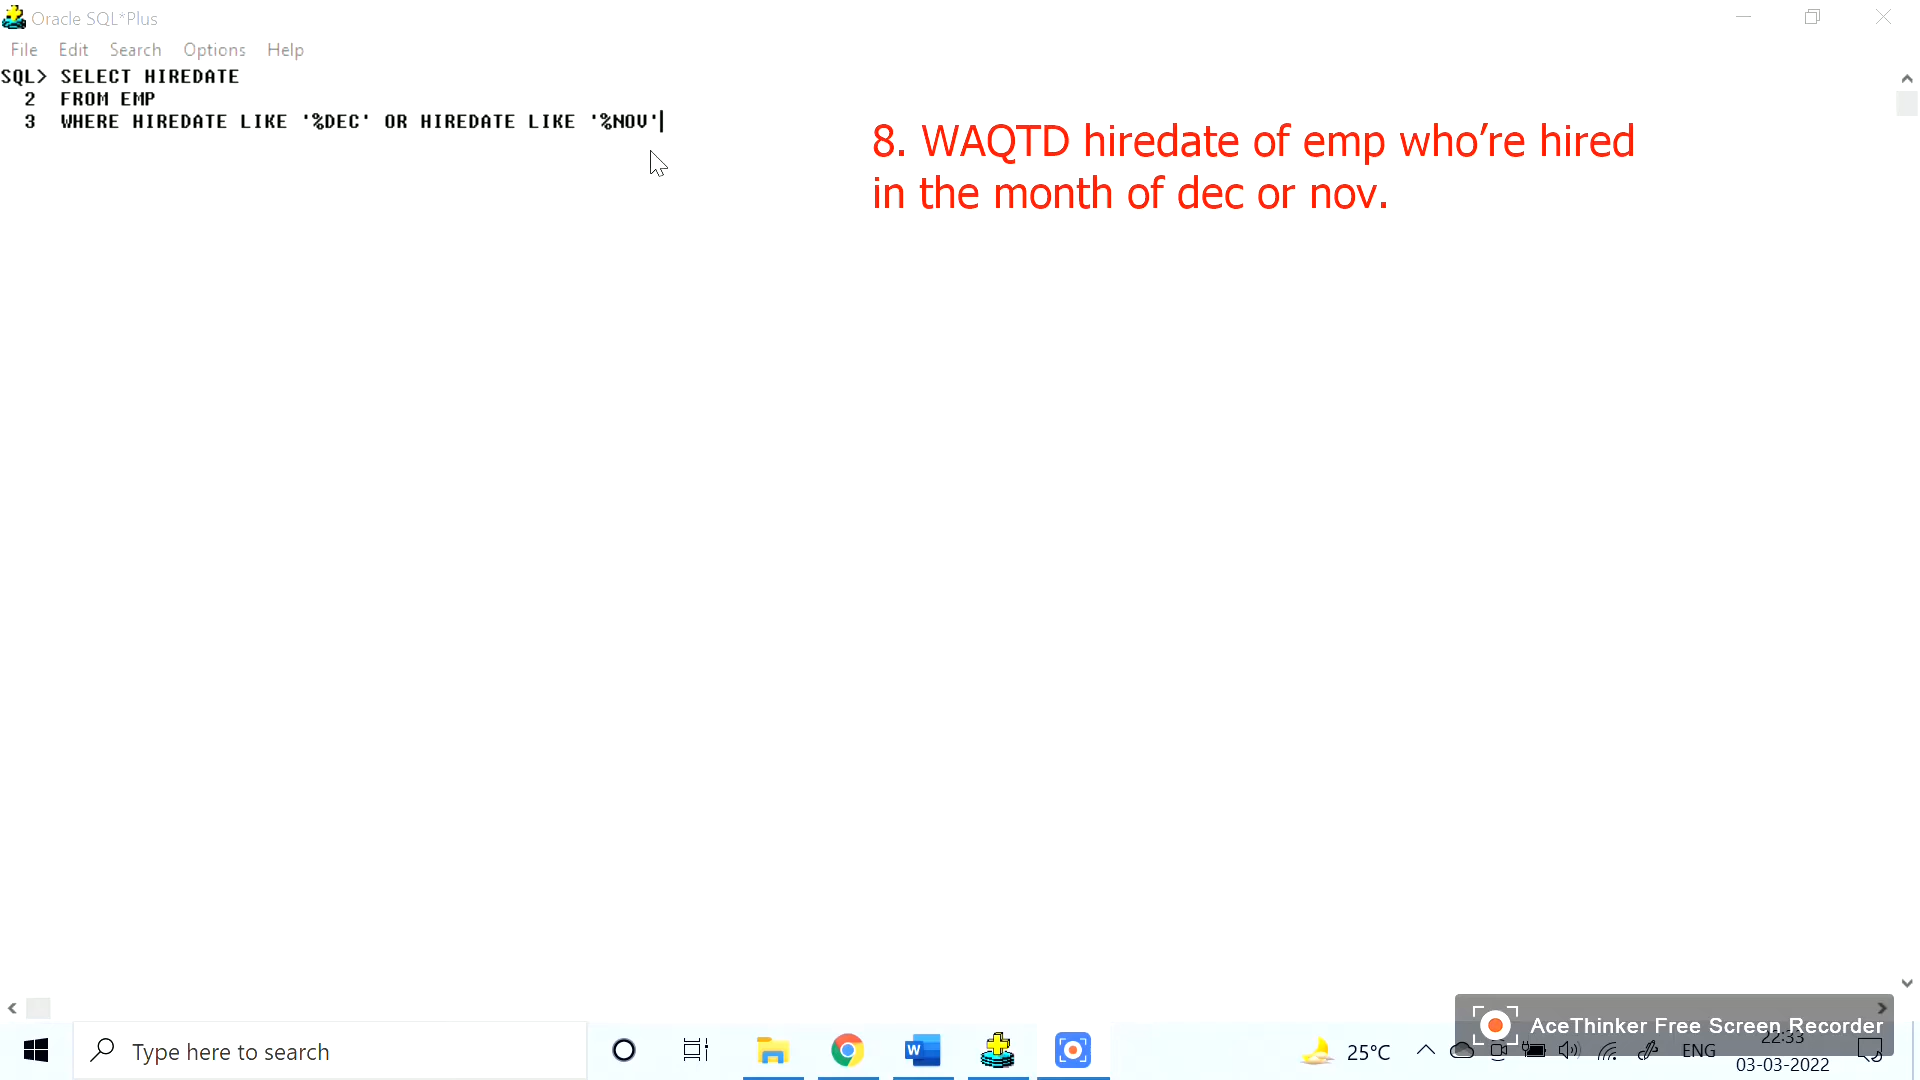 Oracle SQL*Plus
File Edit Search Options Help
SQL> SELECT HIREDATE
2 FROM EMP
3 WHERE HIREDATE LIKE '%DEC' OR HIREDATE LIKE '%NOV'
8. WAQTD hiredate of emp who're hired
in the month of dec or nov.
AceThinker Free Screen Recorder
Type here to search
W
25°C
ENG
22:33
03-03-2022